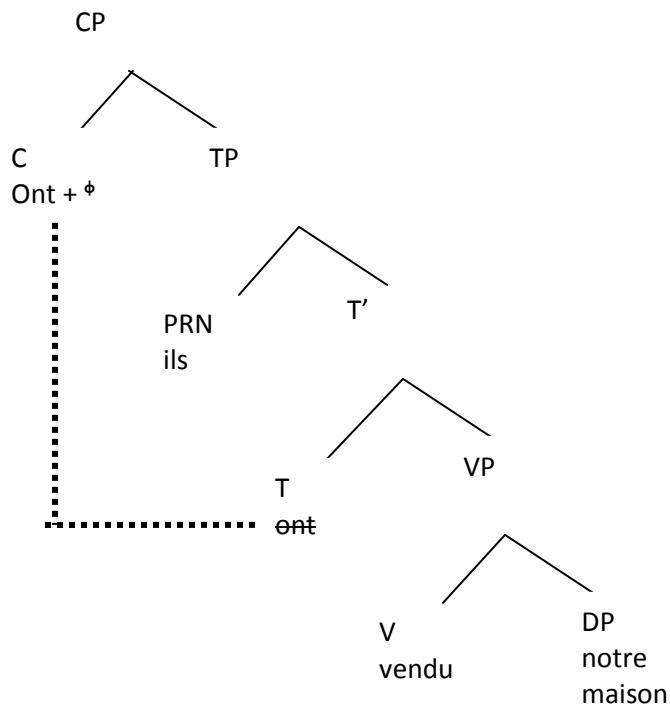 CP
C TP
Ont + ᶲ
PRN T’
ils
T VP
ont
V DP
vendu notre
maison